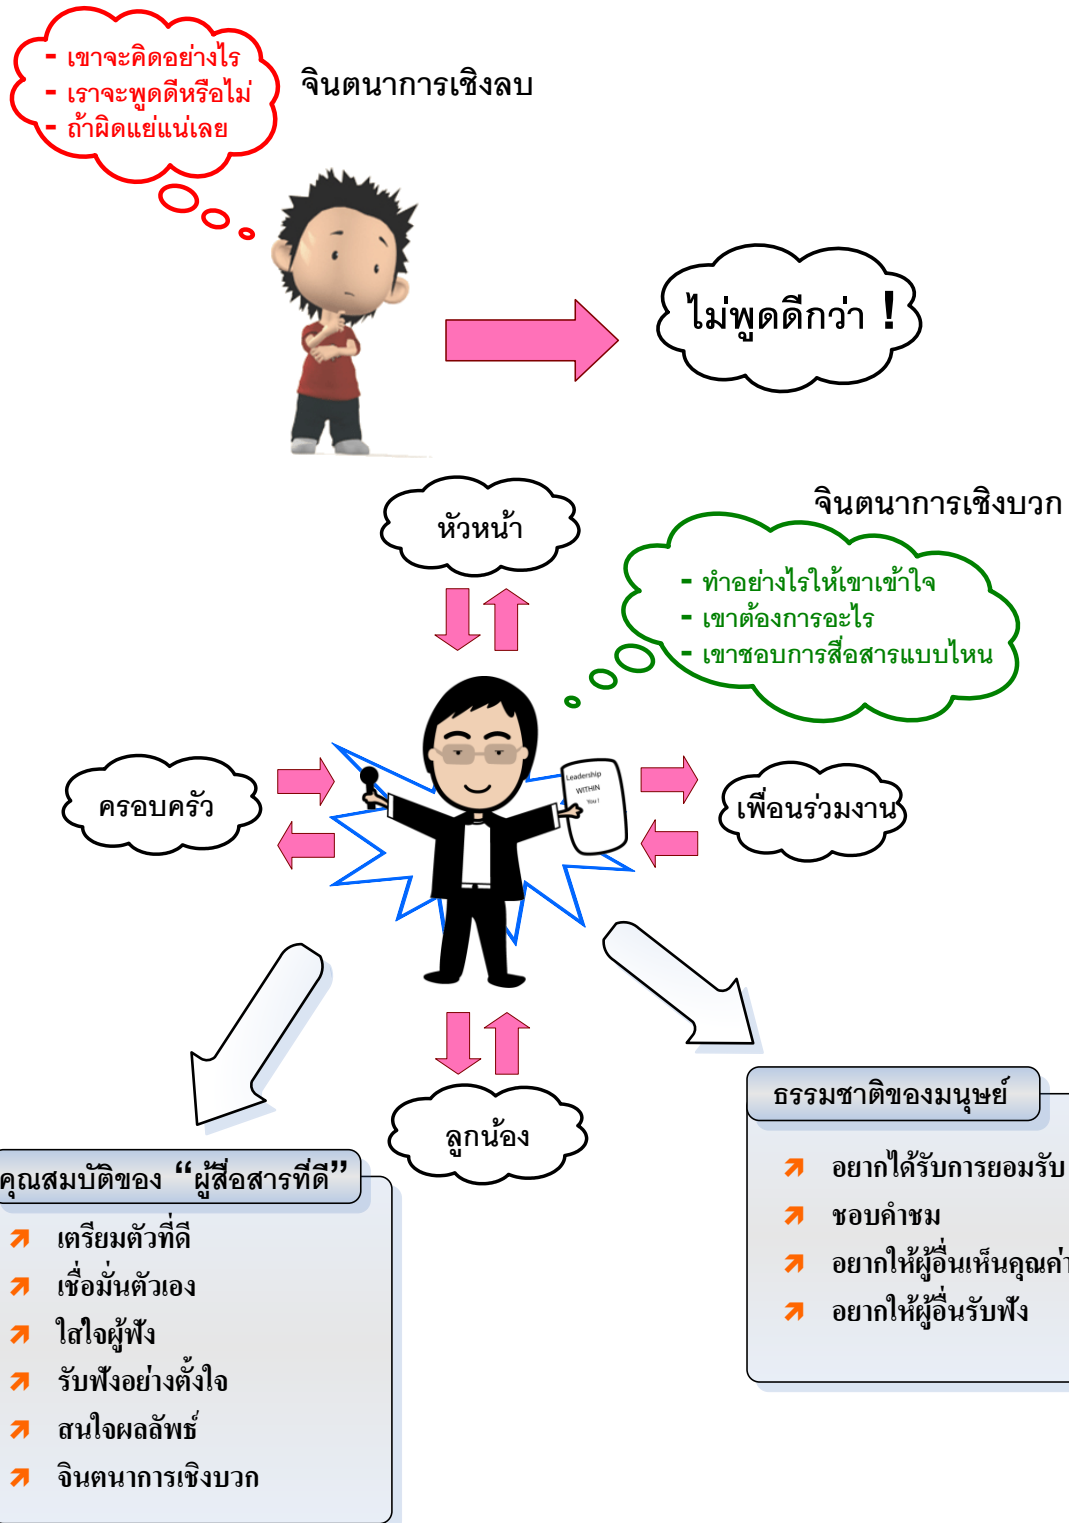 - เขาจะคิดอย่างไร
- เราจะพูดดีหรือไม่
- ถ้าผิดแย่แน่เลย
จินตนาการเชิงลบ
ไม่พูดดีกว่า !
หัวหน้า
จินตนาการเชิงบวก
- ทำอย่างไรให้เขาเข้าใจ
- เขาต้องการอะไร
- เขาชอบการสื่อสารแบบไหน
ครอบครัว
Leadership
WITHIN
You !
เพื่อนร่วมงาน
ลูกน้อง
ธรรมชาติของมนุษย์
อยากได้รับการยอมรับ
ชอบคำชม
อยากให้ผู้อื่นเห็นคุณค่า
อยากให้ผู้อื่นรับฟัง
คุณสมบัติของ “ผู้สื่อสารที่ดี”
เตรียมตัวที่ดี
เชื่อมั่นตัวเอง
ใส่ใจผู้ฟัง
รับฟังอย่างตั้งใจ
สนใจผลลัพธ์
จินตนาการเชิงบวก